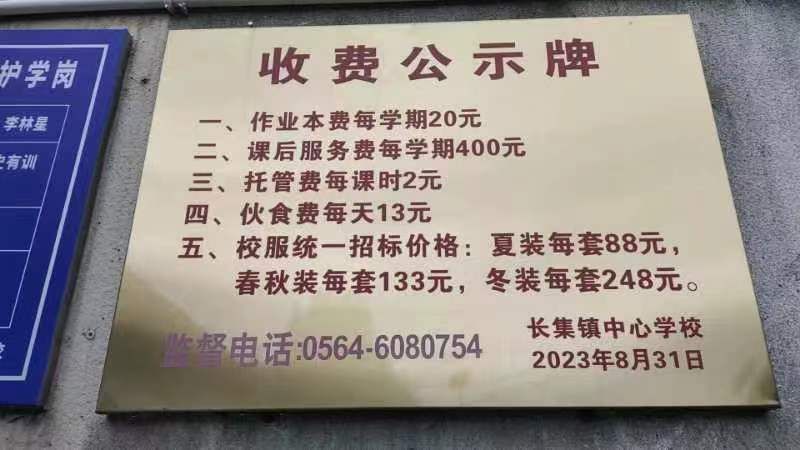 收费公示牌
一、作业本费每学期20元
二、课后服务费每学期400元
三、托管费每课时2元
四、伙食费每天13元
五、校服统一招标价格：夏装每套88元，
春秋装每套133元，冬装每套248元。
监督电话:0564-6080754
长集镇中心学校
2023年8月31日
护学岗
李林星
有训